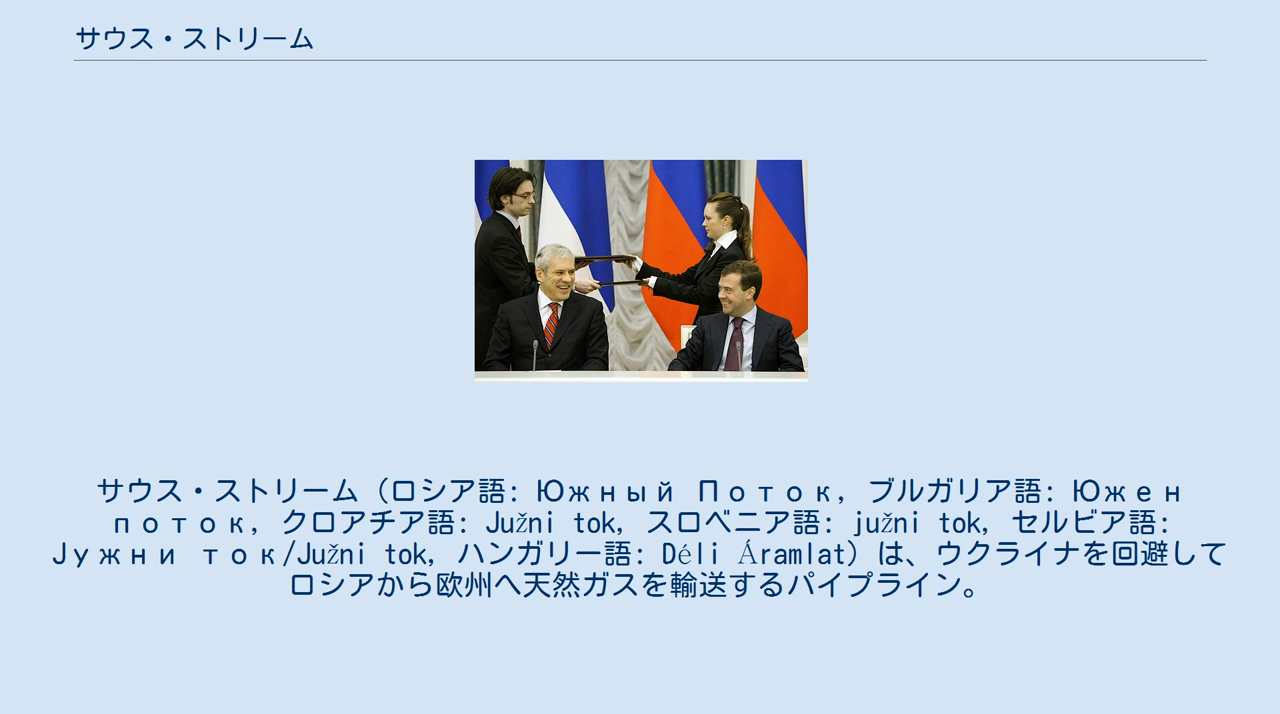 サウス・ストリーム
サウス・ストリーム（ロシア語: Южный Поток, ブルガリア語: Южен
поток, クロアチア語: Južni tok, スロベニア語: južni tok, セルビア語:
Јужни ток/Južni tok, ハンガリー語: Déli Áramlat）は、ウクライナを回避して
ロシアから欧州へ天然ガスを輸送するパイプライン。